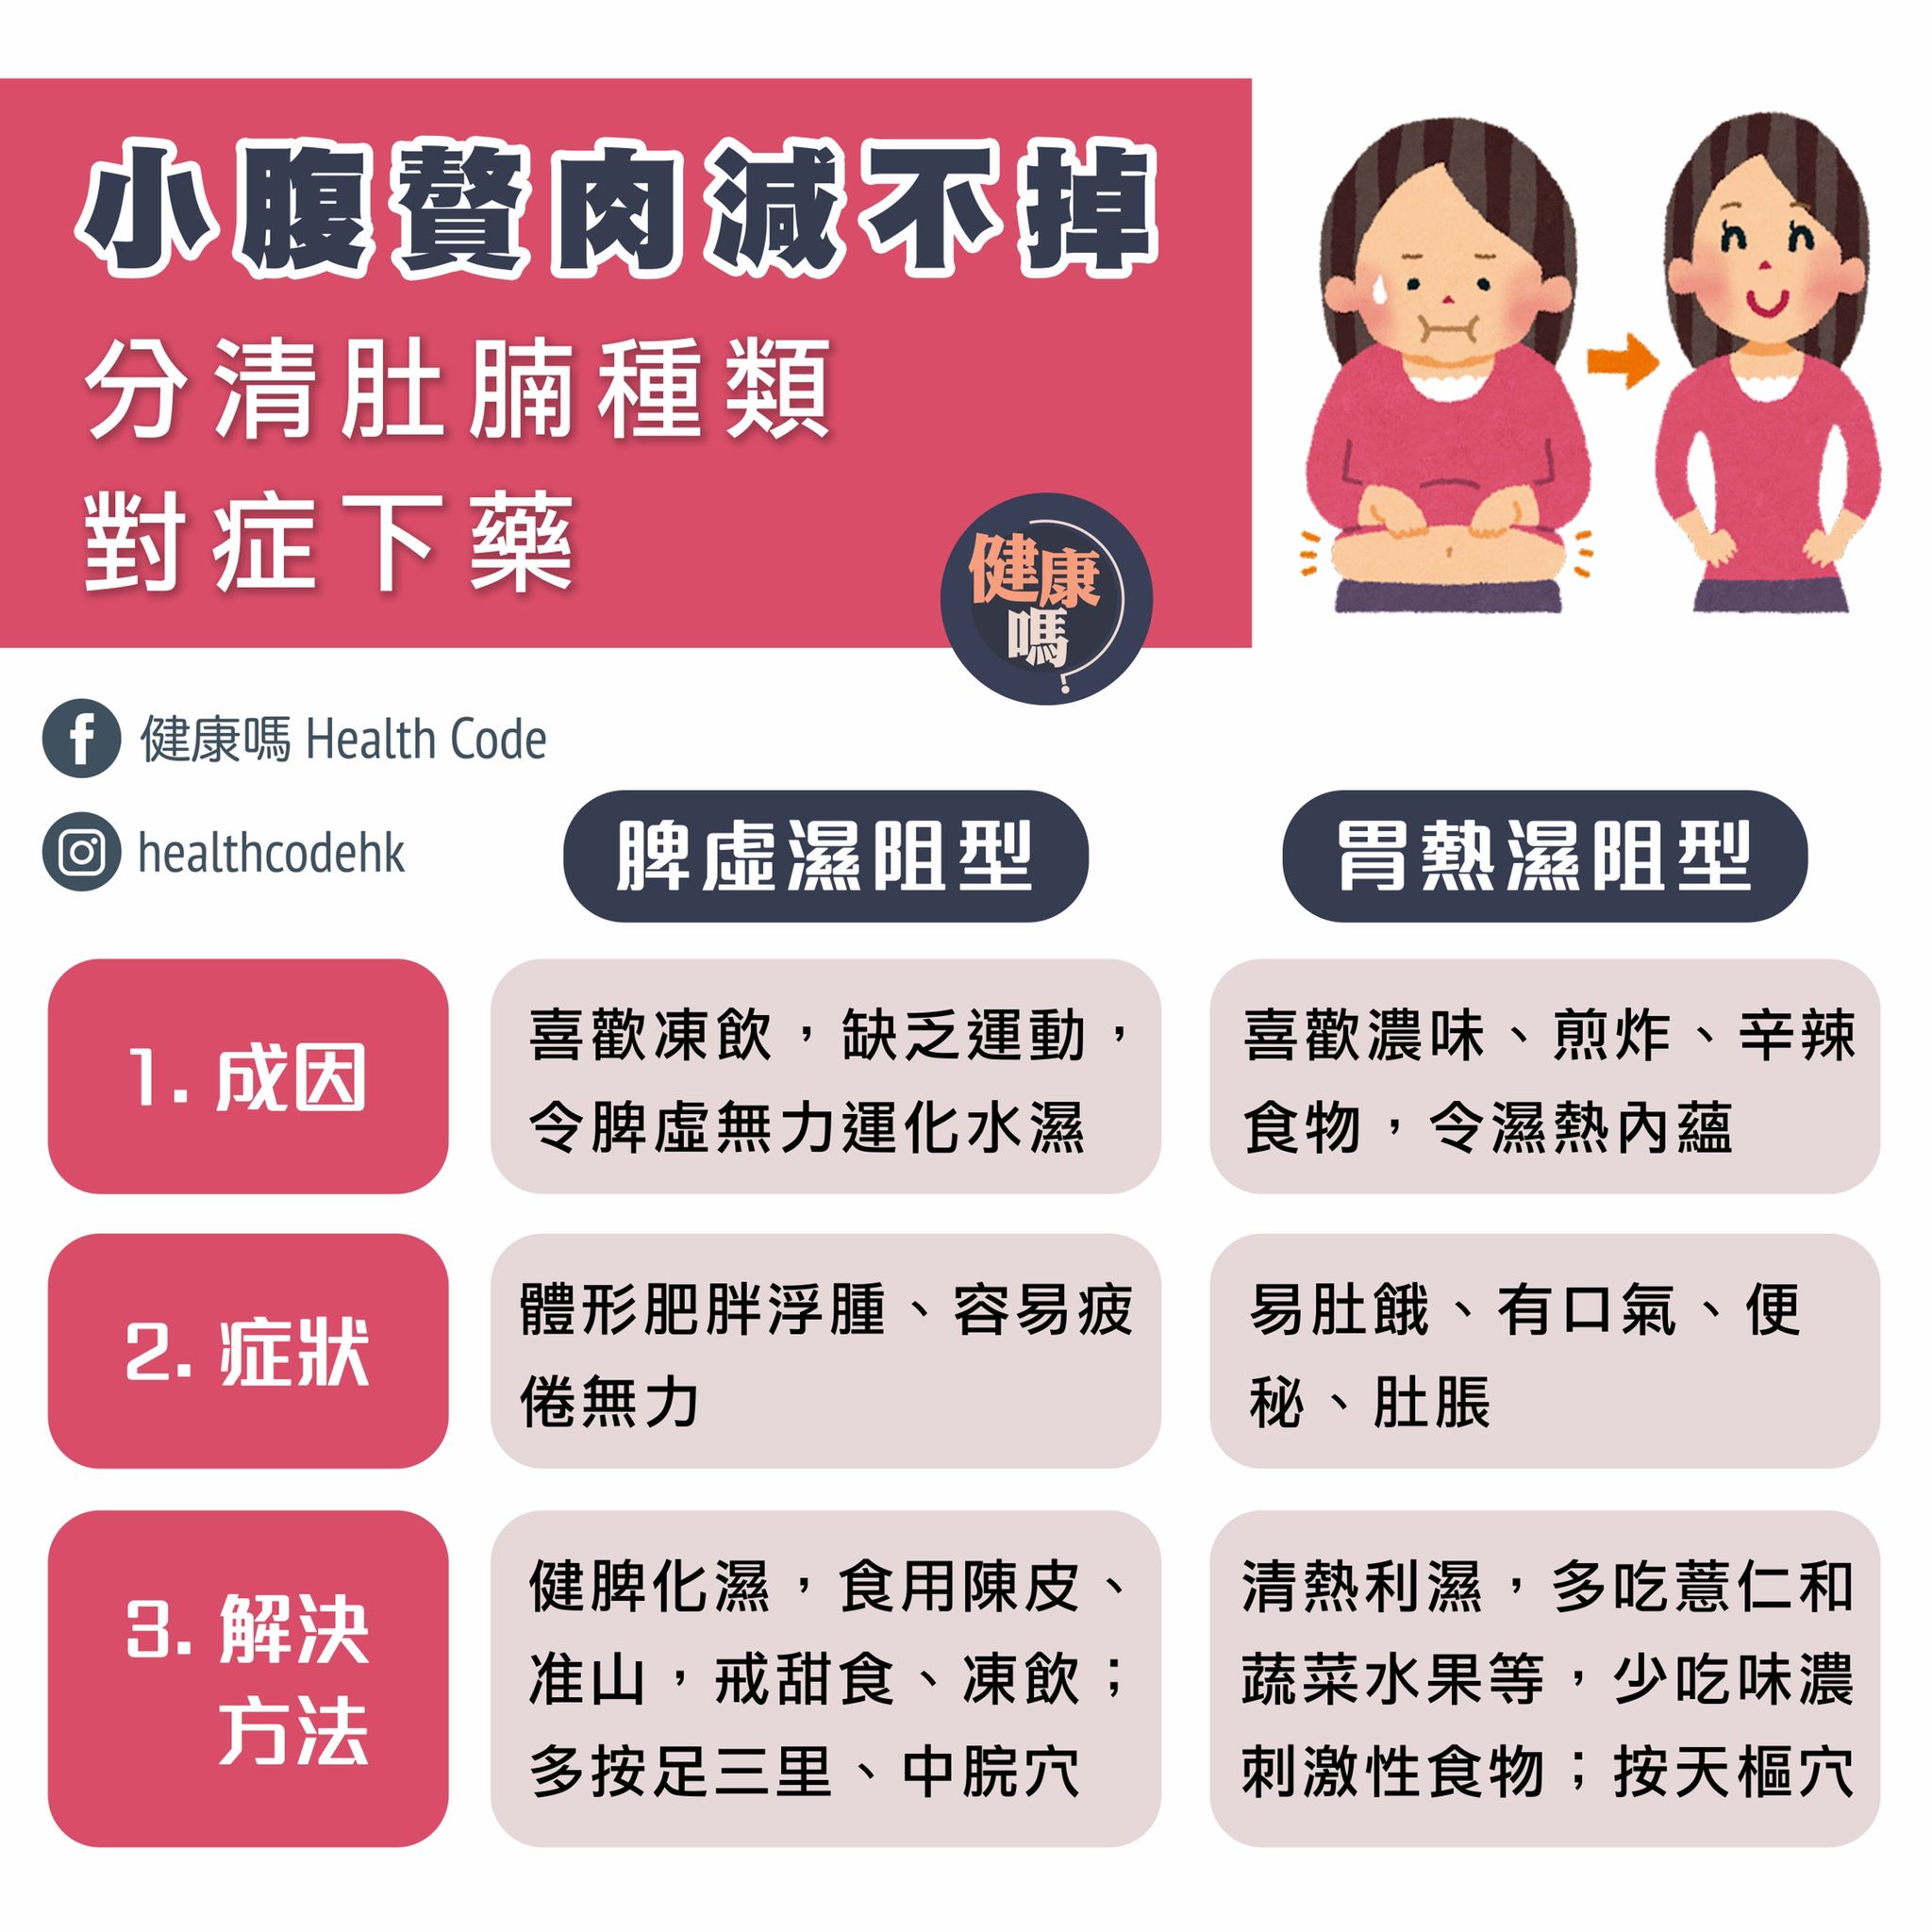 小腹贅肉減不掉
分清肚腩種類
對症下藥
健康
嗎?
健康嗎 Health Code
healthcodehk
脾虛濕阻型
胃熱濕阻型
1. 成因
喜歡凍飲，缺乏運動，
令脾虛無力運化水濕
喜歡濃味、煎炸、辛辣
食物，令濕熱內蘊
2. 症狀
體形肥胖浮腫、容易疲
倦無力
易肚餓、有口氣、便
秘、肚脹
3. 解決
方法
健脾化濕，食用陳皮、
准山，戒甜食、凍飲；
多按足三里、中脘穴
清熱利濕，多吃薏仁和
蔬菜水果等，少吃味濃
刺激性食物；按天樞穴